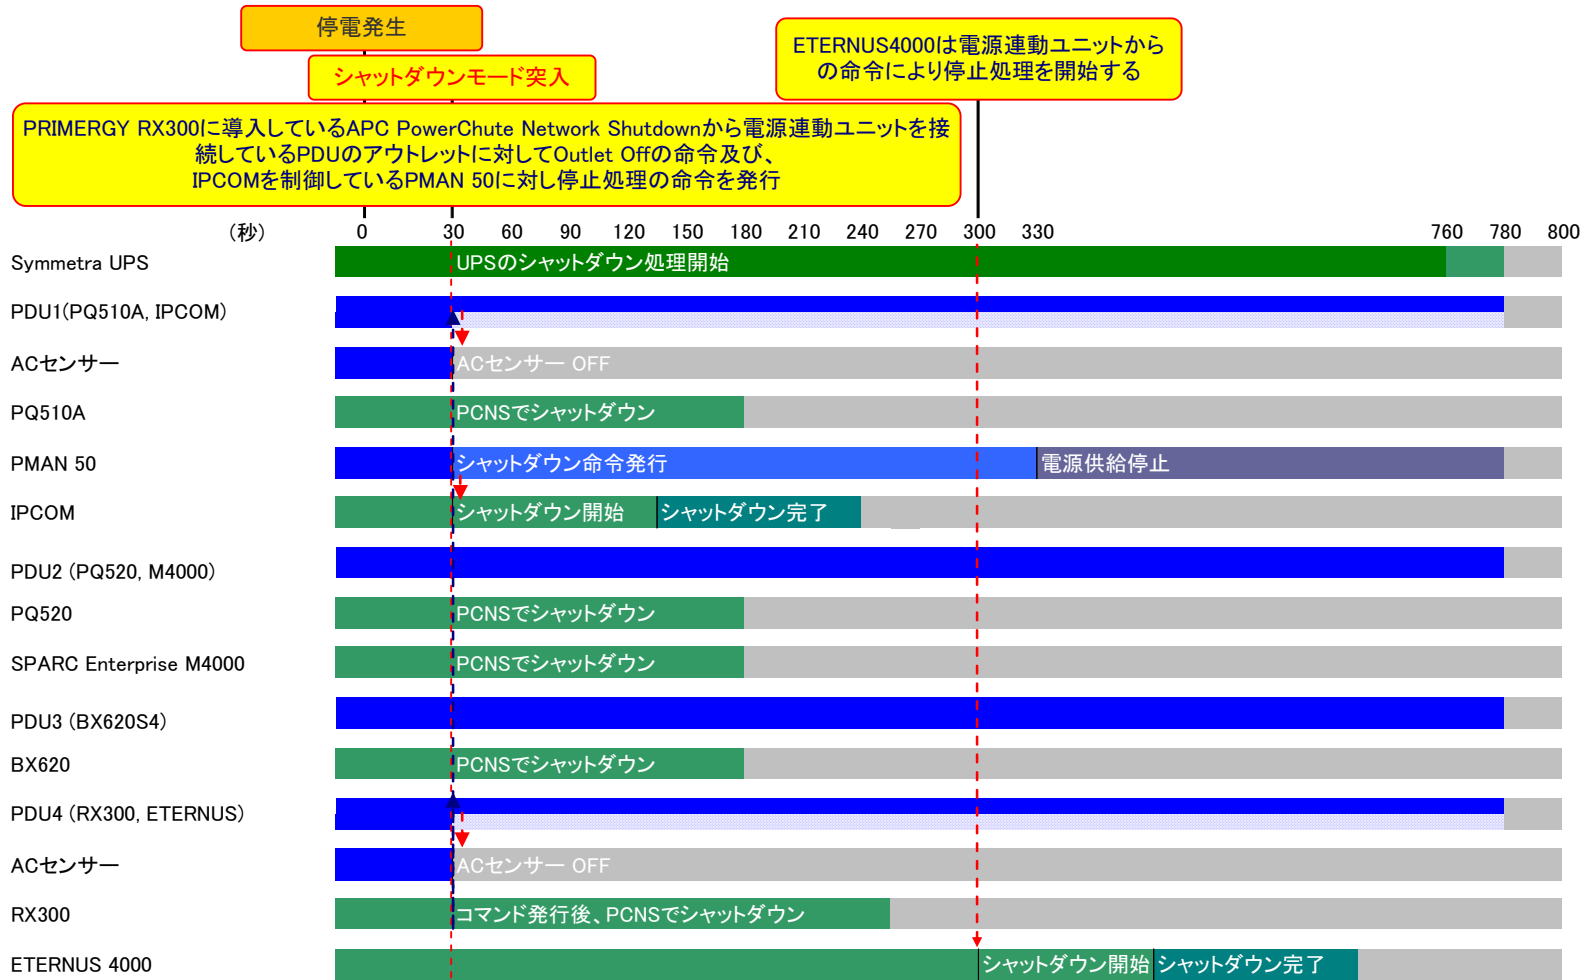 停電発生
シャットダウンモード突入
ETERNUS4000は電源連動ユニットから
の命令により停止処理を開始する
PRIMERGY RX300に導入しているAPC PowerChute Network Shutdownから電源連動ユニットを接
続しているPDUのアウトレットに対してOutlet Offの命令及び、
IPCOMを制御しているPMAN 50に対し停止処理の命令を発行
(秒) 0 30 60 90 120 150 180 210 240 270 300 330 760 780 800
Symmetra UPS UPSのシャットダウン処理開始
PDU1(PQ510A, IPCOM)
ACセンサー ACセンサー OFF
PQ510A PCNSでシャットダウン
PMAN 50 シャットダウン命令発行 電源供給停止
IPCOM シャットダウン開始 シャットダウン完了
PDU2 (PQ520, M4000)
PQ520 PCNSでシャットダウン
SPARC Enterprise M4000 PCNSでシャットダウン
PDU3 (BX620S4)
BX620 PCNSでシャットダウン
PDU4 (RX300, ETERNUS)
ACセンサー ACセンサー OFF
RX300 コマンド発行後、PCNSでシャットダウン
ETERNUS 4000 シャットダウン開始 シャットダウン完了